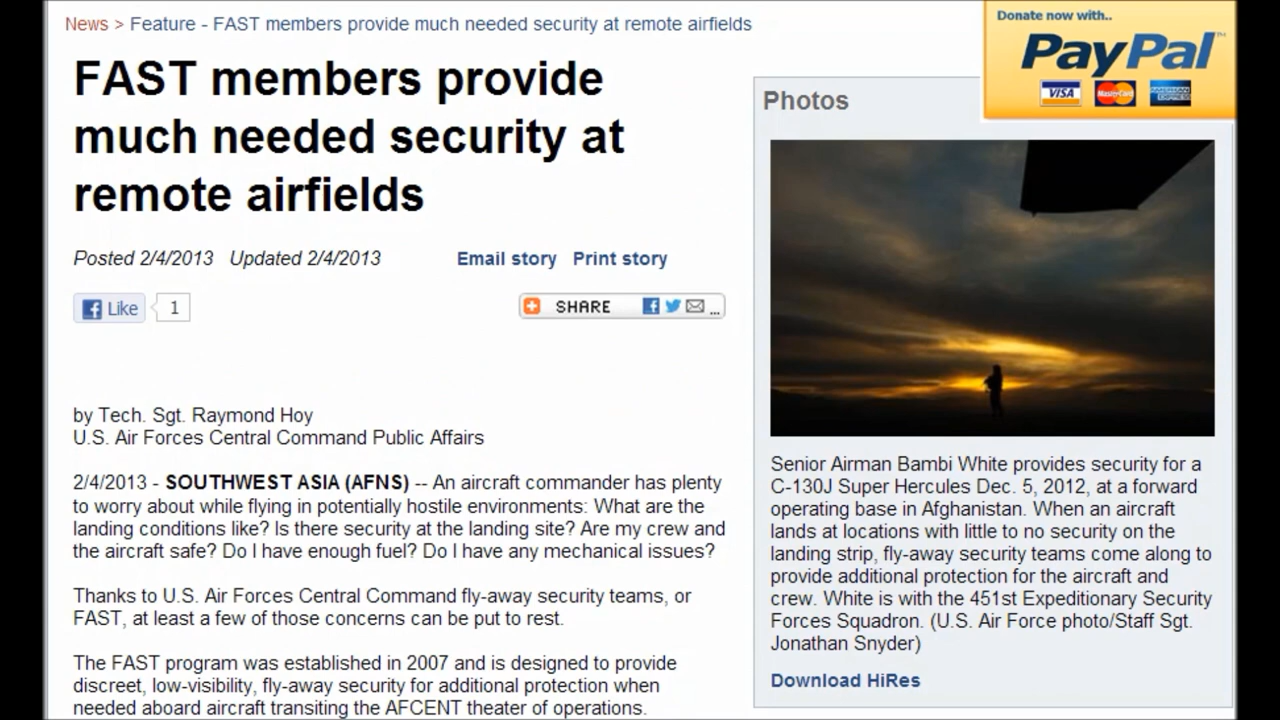 News > Feature - FAST members provide much needed security at remote airfields
Donate now with..
PayPal™
VISA MasterCard AMERICAN EXPRESS
FAST members provide
much needed security at
remote airfields
Posted 2/4/2013 Updated 2/4/2013 Email story Print story
Like 1 SHARE ...
by Tech. Sgt. Raymond Hoy
U.S. Air Forces Central Command Public Affairs
2/4/2013 - SOUTHWEST ASIA (AFNS) -- An aircraft commander has plenty
to worry about while flying in potentially hostile environments: What are the
landing conditions like? Is there security at the landing site? Are my crew and
the aircraft safe? Do I have enough fuel? Do I have any mechanical issues?
Thanks to U.S. Air Forces Central Command fly-away security teams, or
FAST, at least a few of those concerns can be put to rest.
The FAST program was established in 2007 and is designed to provide
discreet, low-visibility, fly-away security for additional protection when
needed aboard aircraft transiting the AFCENT theater of operations.
Photos
Senior Airman Bambi White provides security for a
C-130J Super Hercules Dec. 5, 2012, at a forward
operating base in Afghanistan. When an aircraft
lands at locations with little to no security on the
landing strip, fly-away security teams come along to
provide additional protection for the aircraft and
crew. White is with the 451st Expeditionary Security
Forces Squadron. (U.S. Air Force photo/Staff Sgt.
Jonathan Snyder)
Download HiRes